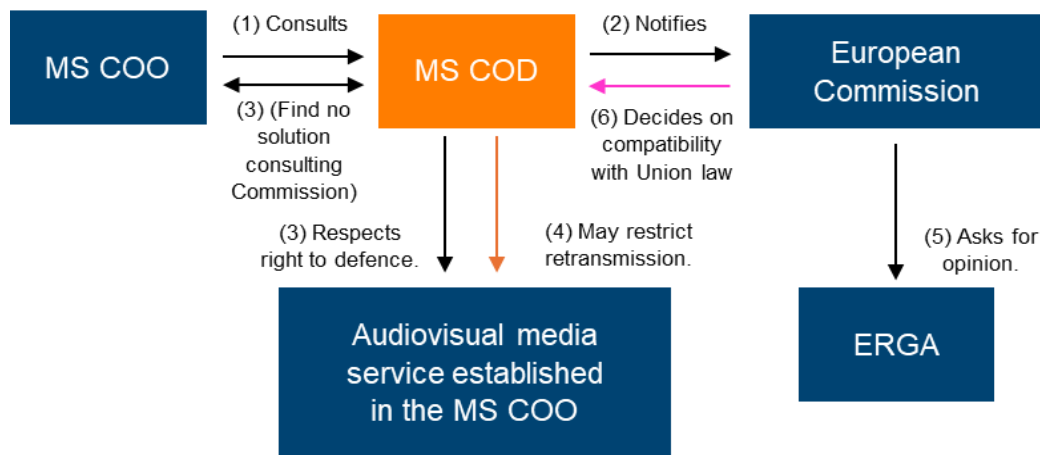 (1) Consults
(2) Notifies
MS COO
MS COD
European
Commission
(3) (Find no
solution
consulting
Commission)
(6) Decides on
compatibility
with Union law
(3) Respects
right to defence.
(4) May restrict
retransmission.
(5) Asks for
opinion.
Audiovisual media
service established
in the MS COO
ERGA